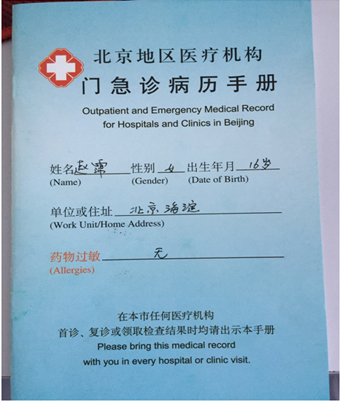 北京地区医疗机构
门急诊病历手册
Outpatient and Emergency Medical Record
for Hospitals and Clinics in Beijing
姓名 赵霈 性别 女 出生年月 16岁
(Name) (Gender) (Date of Birth)
单位或住址 北京海淀
(Work Unit/Home Address)
药物过敏 无
(Allergies)
在本市任何医疗机构
首诊、复诊或领取检查结果时均请出示本手册
Please bring this medical record
with you in every hospital or clinic visit.